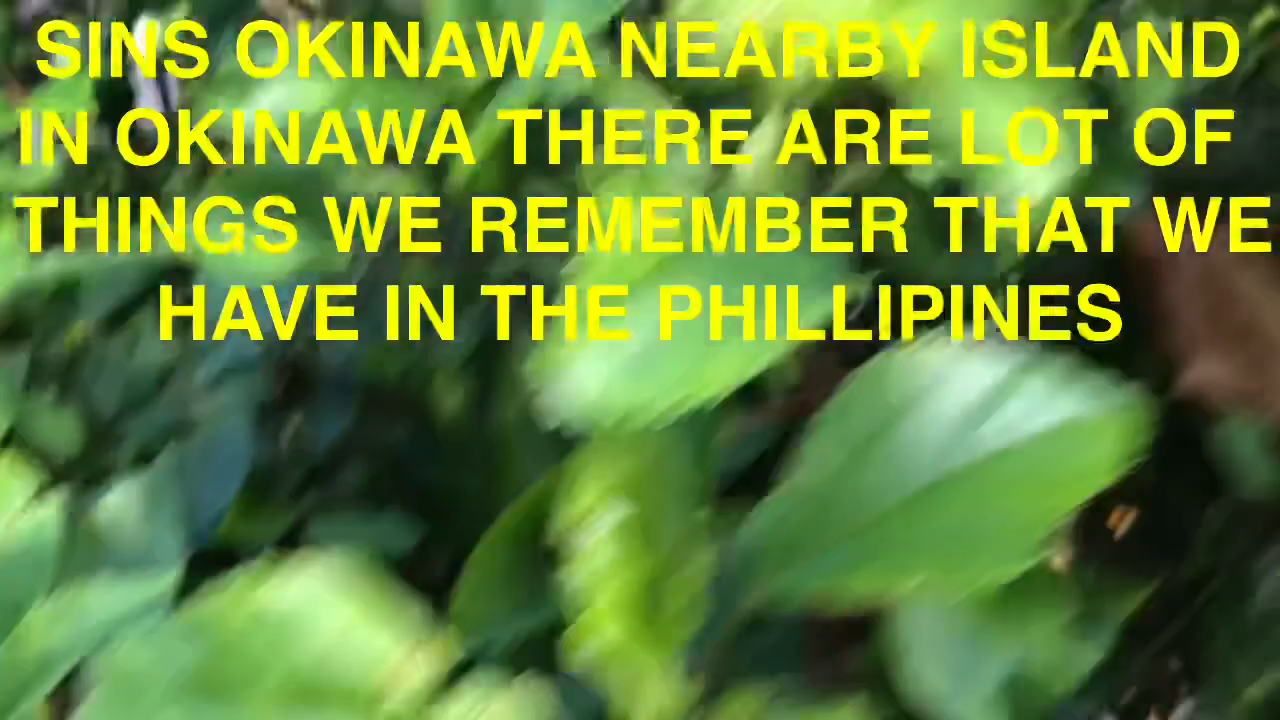 SINS OKINAWA NEARBY ISLAND
IN OKINAWA THERE ARE LOT OF
THINGS WE REMEMBER THAT WE
HAVE IN THE PHILLIPINES